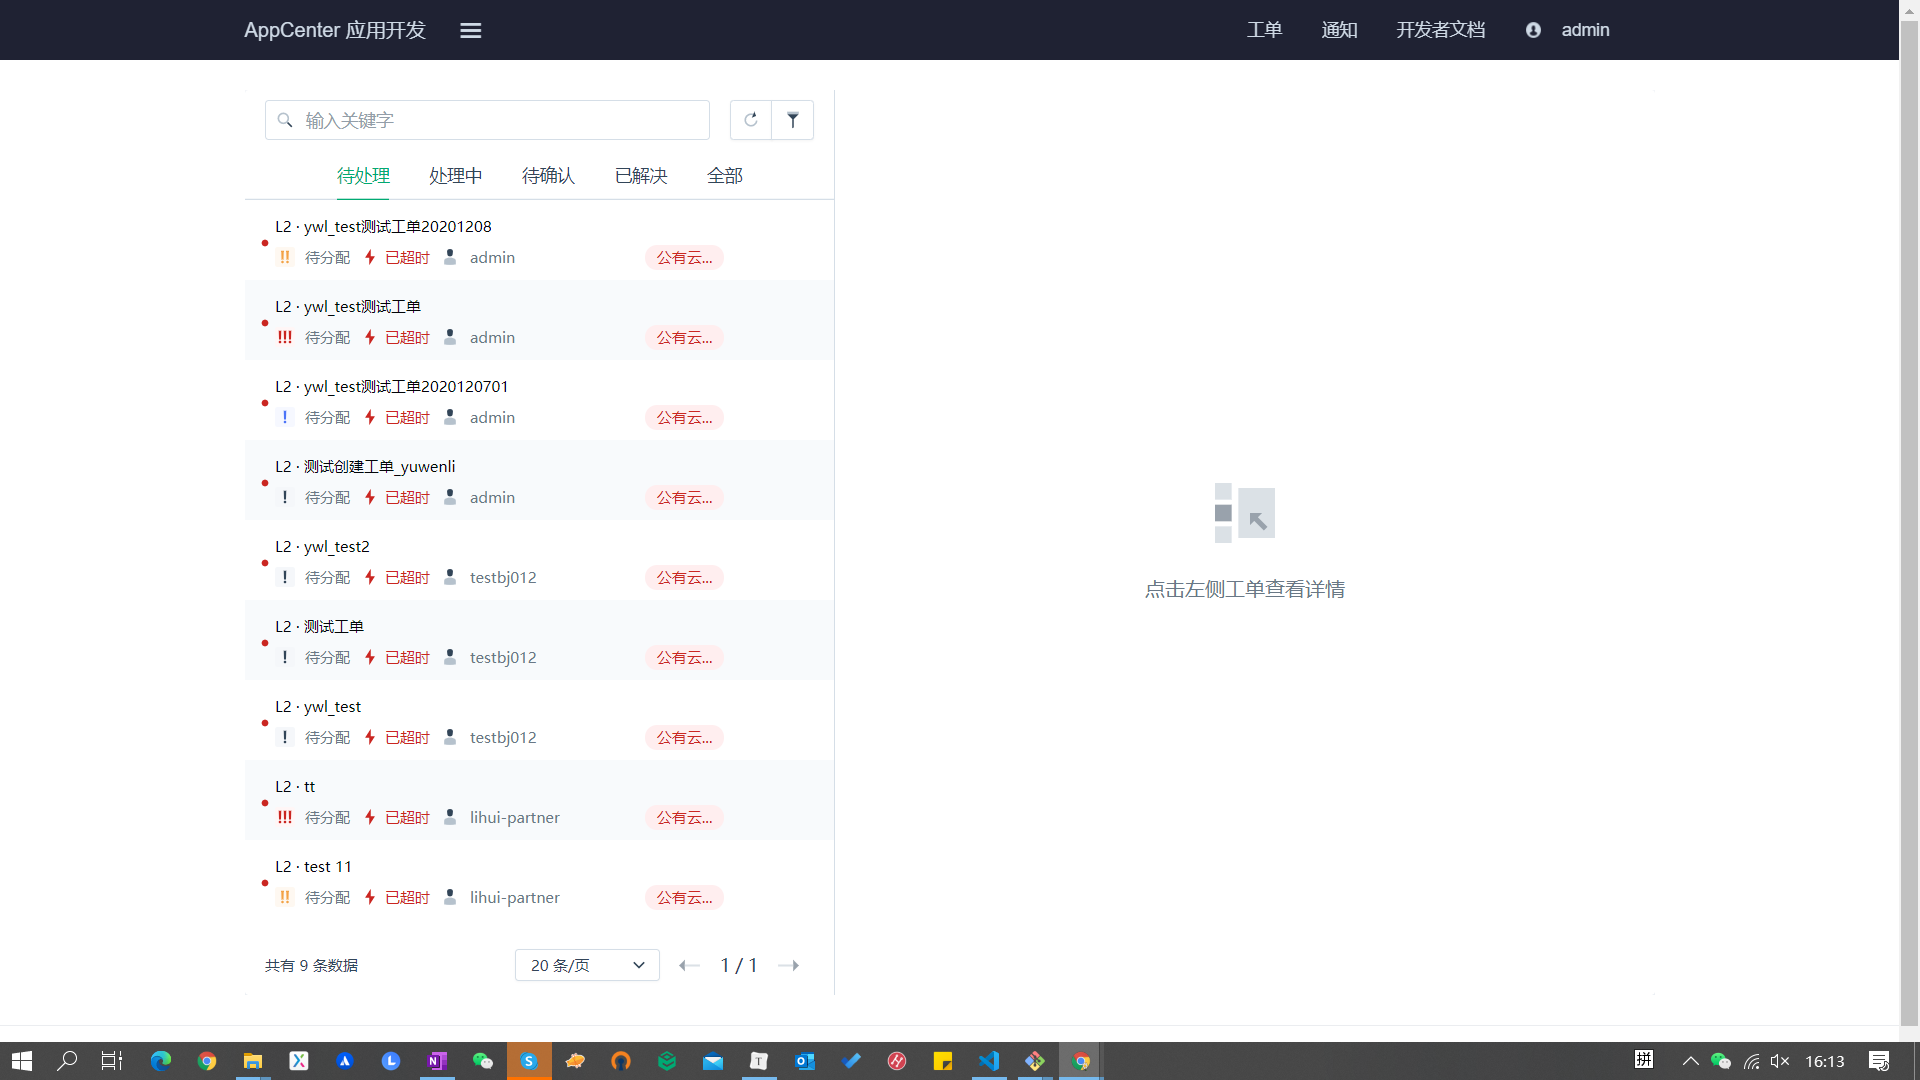 AppCenter 应用开发 工单 通知 开发者文档 admin
输入关键字
待处理 处理中 待确认 已解决 全部
L2 · ywl_test测试工单20201208
!! 待分配 已超时 admin 公有云...
L2 · ywl_test测试工单
!!! 待分配 已超时 admin 公有云...
L2 · ywl_test测试工单2020120701
! 待分配 已超时 admin 公有云...
L2 · 测试创建工单_yuwenli
! 待分配 已超时 admin 公有云...
L2 · ywl_test2
! 待分配 已超时 testbj012 公有云...
L2 · 测试工单
! 待分配 已超时 testbj012 公有云...
L2 · ywl_test
! 待分配 已超时 testbj012 公有云...
L2 · tt
!!! 待分配 已超时 lihui-partner 公有云...
L2 · test 11
!! 待分配 已超时 lihui-partner 公有云...
共有 9 条数据 20 条/页 1 / 1
点击左侧工单查看详情
拼 16:13